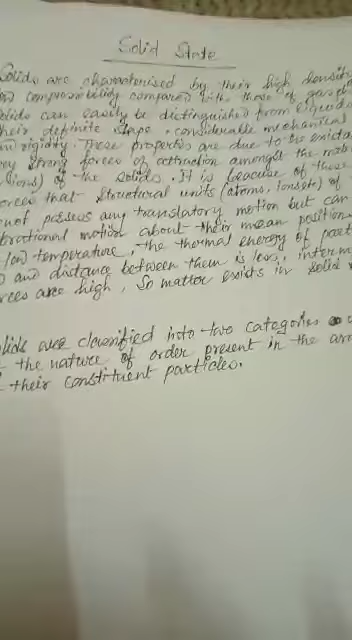 Solid State
Solids are characterised by their high density
and compressibility compared with those of gas
solids can easily be distinguished from liquids
their definite shape, considerable mechanical
and rigidity. These properties are due to the
very strong forces of attraction amongst the
(ions) of the solids. It is because of these
forces that structural units (atoms, ions etc) of
not possess any translatory motion but can
vibrational motion about their mean position
low temperature, the thermal energy of
and distance between them is less,
forces are high, so matter exists in solid
Solids are classified into two categories
the nature of order present in the
their constituent particles.